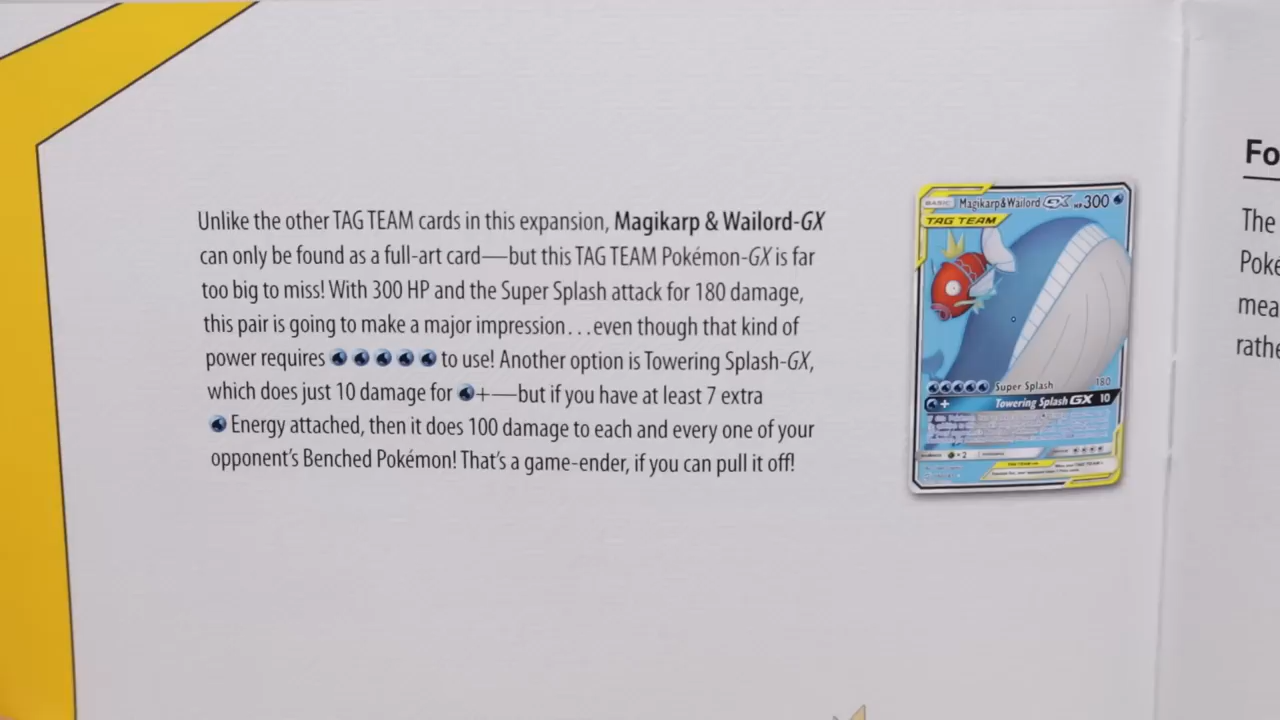 Unlike the other TAG TEAM cards in this expansion, Magikarp & Wailord-GX
can only be found as a full-art card—but this TAG TEAM Pokémon-GX is far
too big to miss! With 300 HP and the Super Splash attack for 180 damage,
this pair is going to make a major impression…even though that kind of
power requires to use! Another option is Towering Splash-GX,
which does just 10 damage for +—but if you have at least 7 extra
Energy attached, then it does 100 damage to each and every one of your
opponent's Benched Pokémon! That's a game-ender, if you can pull it off!
BASIC Magikarp & Wailord GX HP 300
TAG TEAM
Super Splash 180
+ Towering Splash GX 10
×2
Fo
The
Poké
mea
rathe